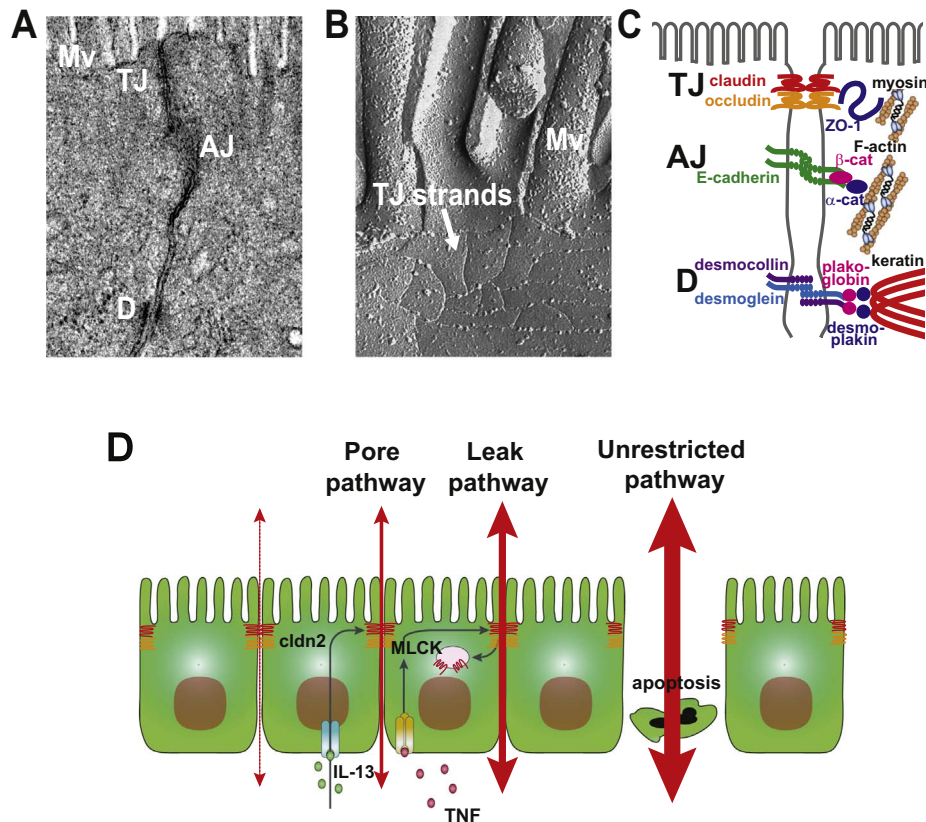 A
Mv
TJ
AJ
D
B
Mv
TJ strands
C
TJ
claudin
occludin
ZO-1
myosin
F-actin
AJ
E-cadherin
β-cat
α-cat
keratin
D
desmocollin
desmoglein
plako-
globin
desmo-
plakin
D
Pore
pathway
Leak
pathway
Unrestricted
pathway
cldn2
MLCK
apoptosis
IL-13
TNF